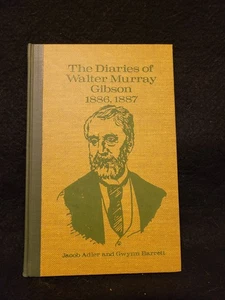 The Diaries of
Walter Murray
Gibson
1886, 1887
Jacob Adler and Gwynn Barrett